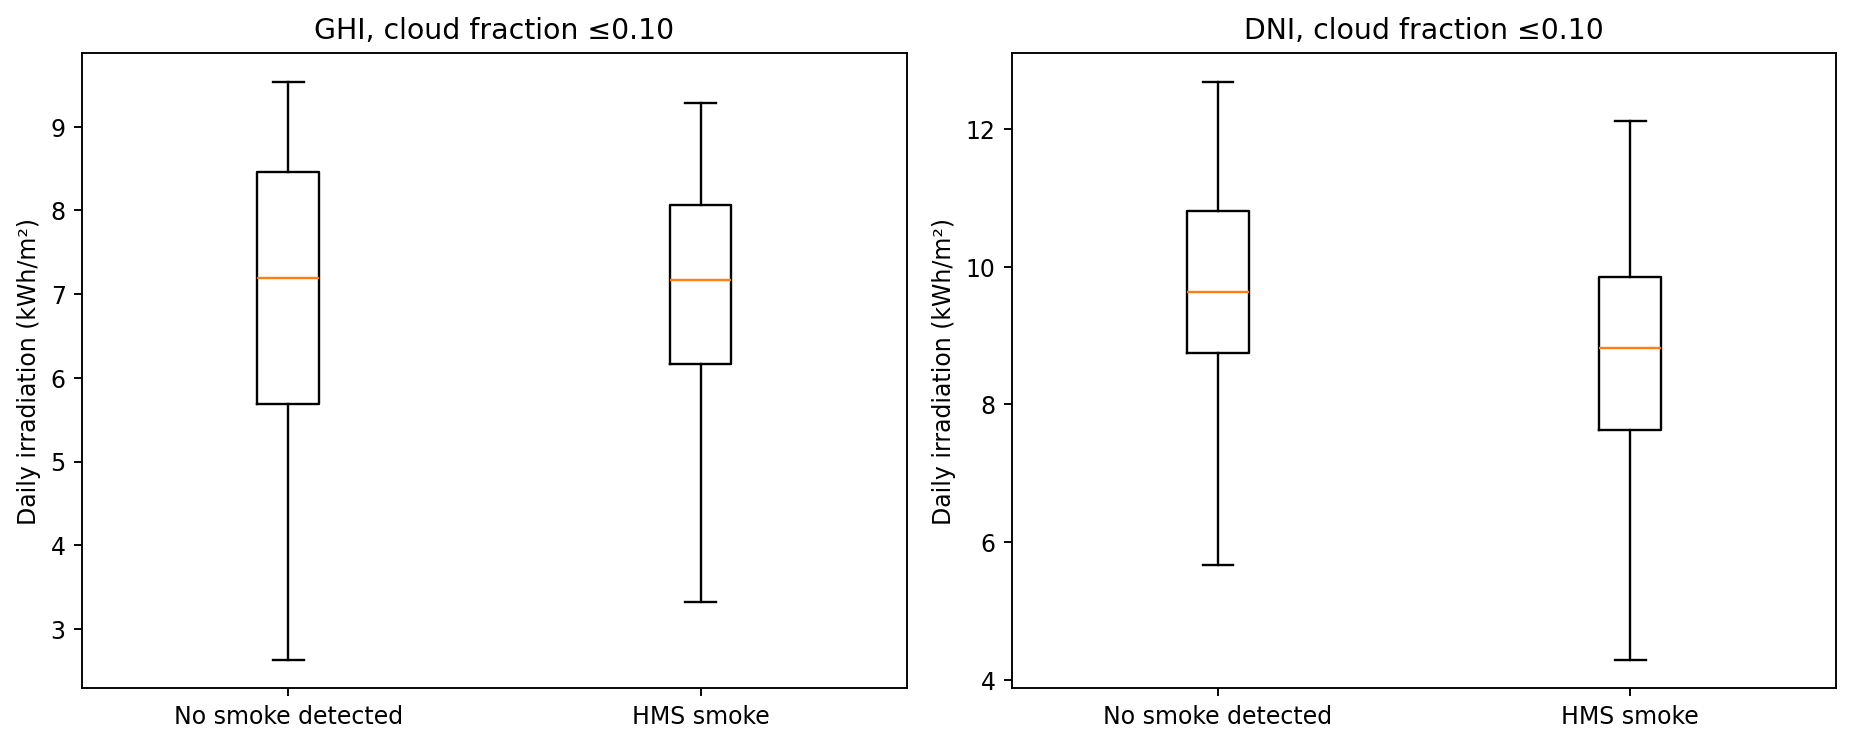 GHI, cloud fraction ≤0.10
Daily irradiation (kWh/m²)
9
8
7
6
5
4
3
No smoke detected
HMS smoke
DNI, cloud fraction ≤0.10
Daily irradiation (kWh/m²)
12
10
8
6
4
No smoke detected
HMS smoke